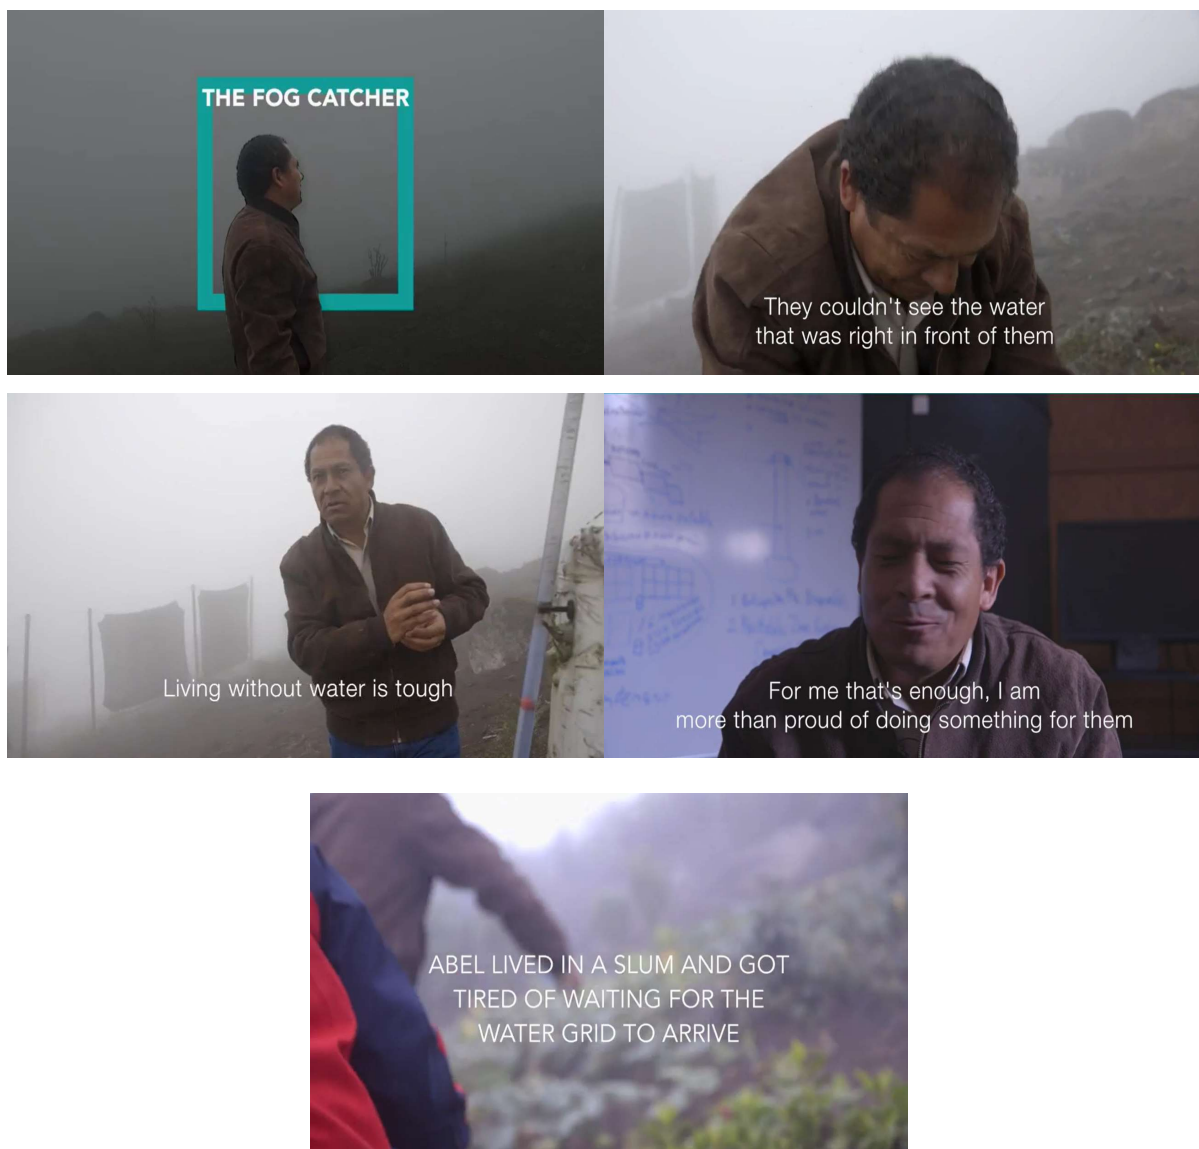 THE FOG CATCHER
They couldn't see the water
that was right in front of them
Living without water is tough
For me that's enough, I am
more than proud of doing something for them
ABEL LIVED IN A SLUM AND GOT
TIRED OF WAITING FOR THE
WATER GRID TO ARRIVE